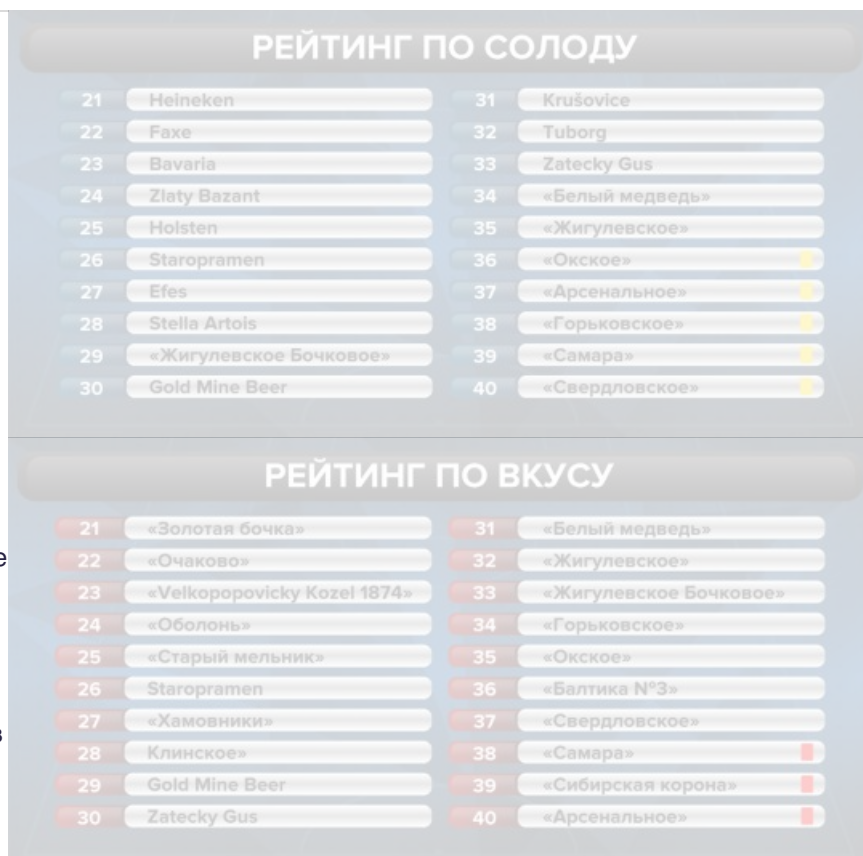 РЕЙТИНГ ПО СОЛОДУ
21 Heineken
22 Faxe
23 Bavaria
24 Zlaty Bazant
25 Holsten
26 Staropramen
27 Efes
28 Stella Artois
29 «Жигулевское Бочковое»
30 Gold Mine Beer
31 Krušovice
32 Tuborg
33 Zatecky Gus
34 «Белый медведь»
35 «Жигулевское»
36 «Окское»
37 «Арсенальное»
38 «Горьковское»
39 «Самара»
40 «Свердловское»
РЕЙТИНГ ПО ВКУСУ
21 «Золотая бочка»
22 «Очаково»
23 «Velkopopovicky Kozel 1874»
24 «Оболонь»
25 «Старый мельник»
26 Staropramen
27 «Хамовники»
28 Клинское»
29 Gold Mine Beer
30 Zatecky Gus
31 «Белый медведь»
32 «Жигулевское»
33 «Жигулевское Бочковое»
34 «Горьковское»
35 «Окское»
36 «Балтика №3»
37 «Свердловское»
38 «Самара»
39 «Сибирская корона»
40 «Арсенальное»